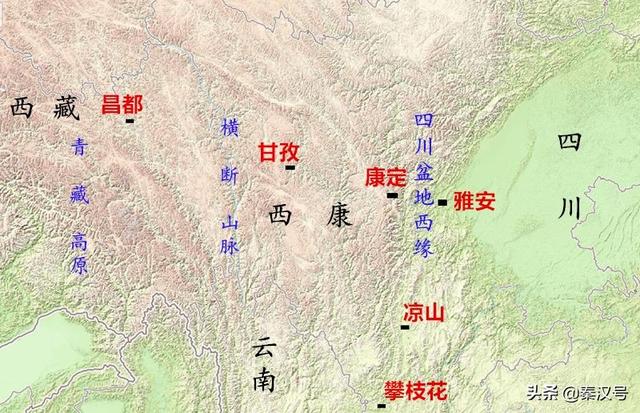 西藏
昌都
青藏高原
横断山脉
甘孜
西康
康定
四川盆地西缘
雅安
四川
凉山
云南
攀枝花
头条@秦汉号